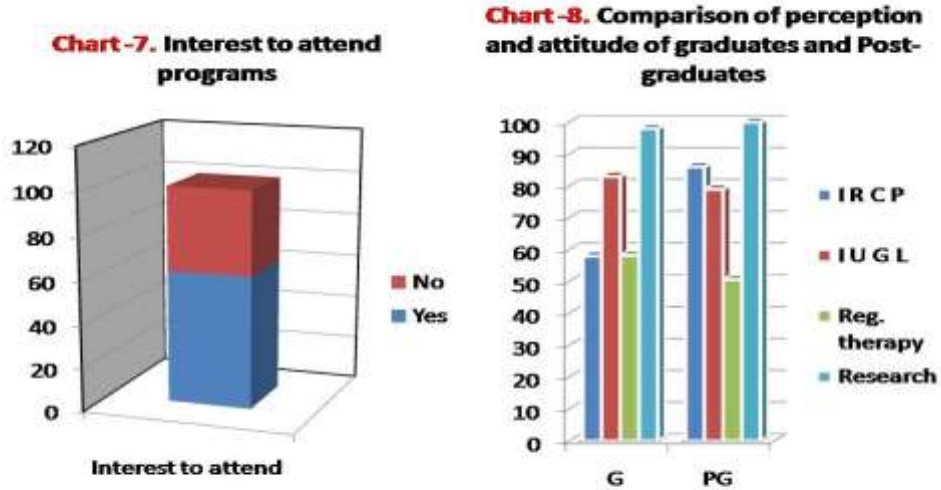 Chart -7. Interest to attend
programs
120
100
80
60
40
20
0
No
Yes
Interest to attend
Chart -8. Comparison of perception
and attitude of graduates and Post-
graduates
100
90
80
70
60
50
40
30
20
10
0
I R C P
I U G L
Reg.
therapy
Research
G
PG